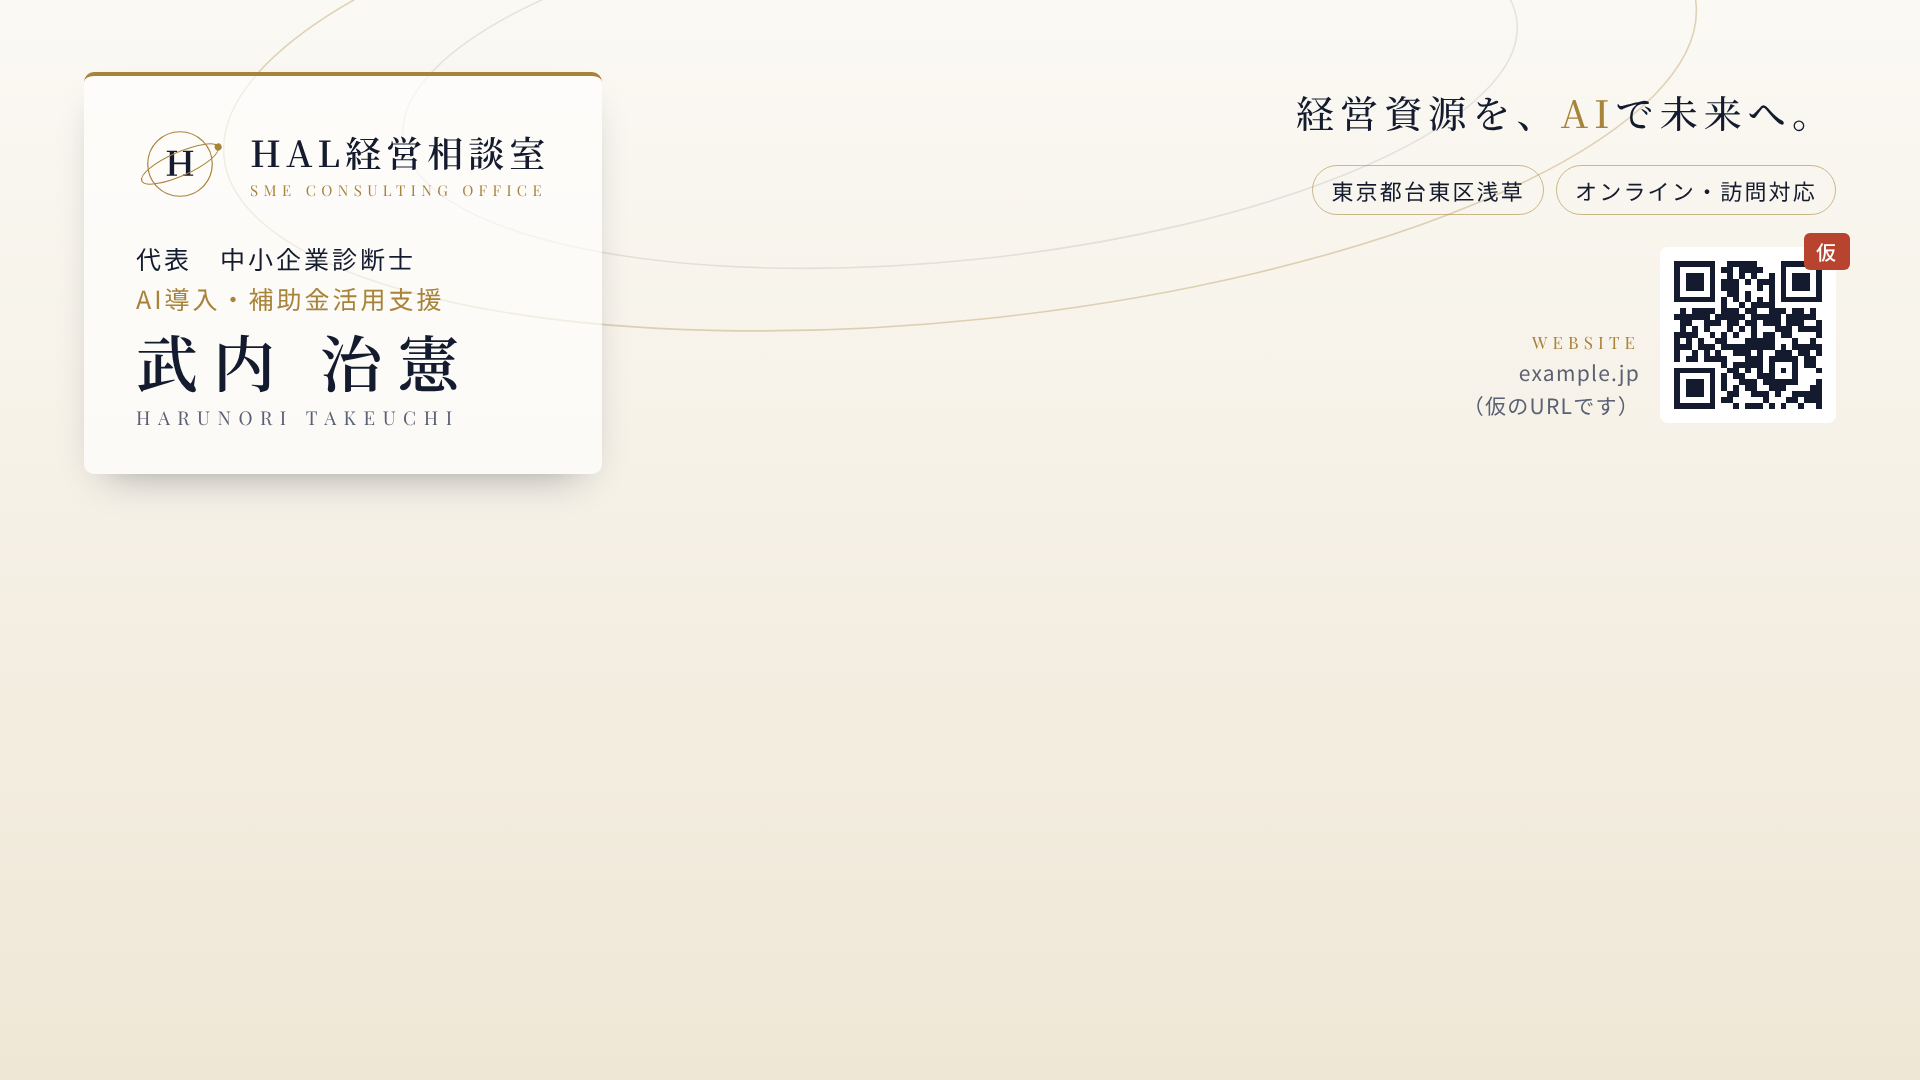 H
HAL経営相談室
SME CONSULTING OFFICE
代表　中小企業診断士
AI導入・補助金活用支援
武内 治憲
HARUNORI TAKEUCHI
経営資源を、AIで未来へ。
東京都台東区浅草
オンライン・訪問対応
仮
WEBSITE
example.jp
（仮のURLです）